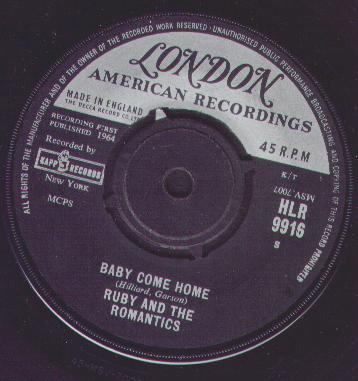 ALL RIGHTS OF THE MANUFACTURER AND OF THE OWNER OF THE RECORDED WORK RESERVED · UNAUTHORISED PUBLIC PERFORMANCE BROADCASTING AND COPYING OF THIS RECORD PROHIBITED
LONDON
AMERICAN RECORDINGS
MADE IN ENGLAND
THE DECCA RECORD CO. LTD
45 R.P.M
RECORDING FIRST
PUBLISHED 1964
K/T
Recorded by
MSV.7007
KAPP RECORDS
NEW YORK
HLR
9916
MCPS
S
BABY COME HOME
(Hilliard, Garson)
RUBY AND THE
ROMANTICS